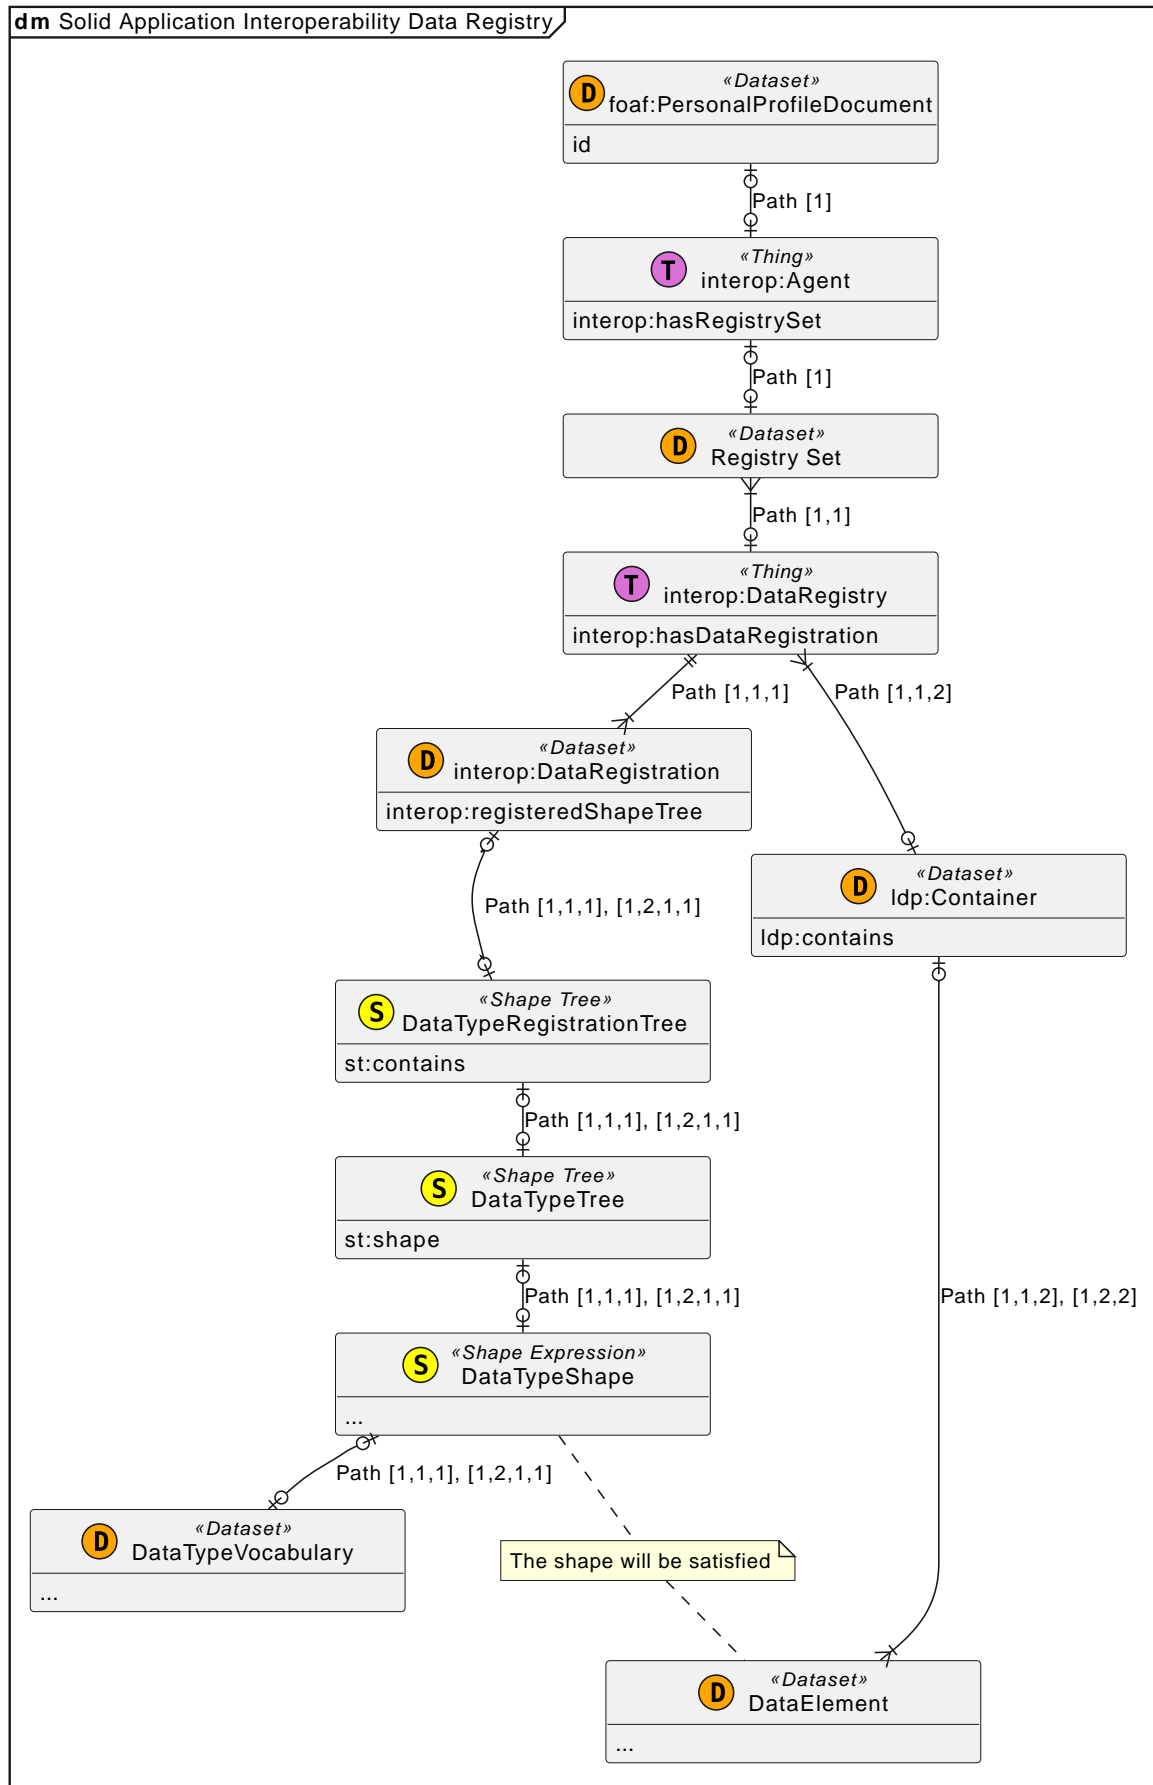 dm Solid Application Interoperability Data Registry
«Dataset»
D foaf:PersonalProfileDocument
id
Path [1]
«Thing»
T interop:Agent
interop:hasRegistrySet
Path [1]
«Dataset»
D Registry Set
Path [1,1]
«Thing»
T interop:DataRegistry
interop:hasDataRegistration
Path [1,1,1]
Path [1,1,2]
«Dataset»
D interop:DataRegistration
interop:registeredShapeTree
«Dataset»
D ldp:Container
ldp:contains
Path [1,1,1], [1,2,1,1]
«Shape Tree»
S DataTypeRegistrationTree
st:contains
Path [1,1,1], [1,2,1,1]
«Shape Tree»
S DataTypeTree
st:shape
Path [1,1,1], [1,2,1,1]
Path [1,1,2], [1,2,2]
«Shape Expression»
S DataTypeShape
...
Path [1,1,1], [1,2,1,1]
«Dataset»
D DataTypeVocabulary
...
The shape will be satisfied
«Dataset»
D DataElement
...